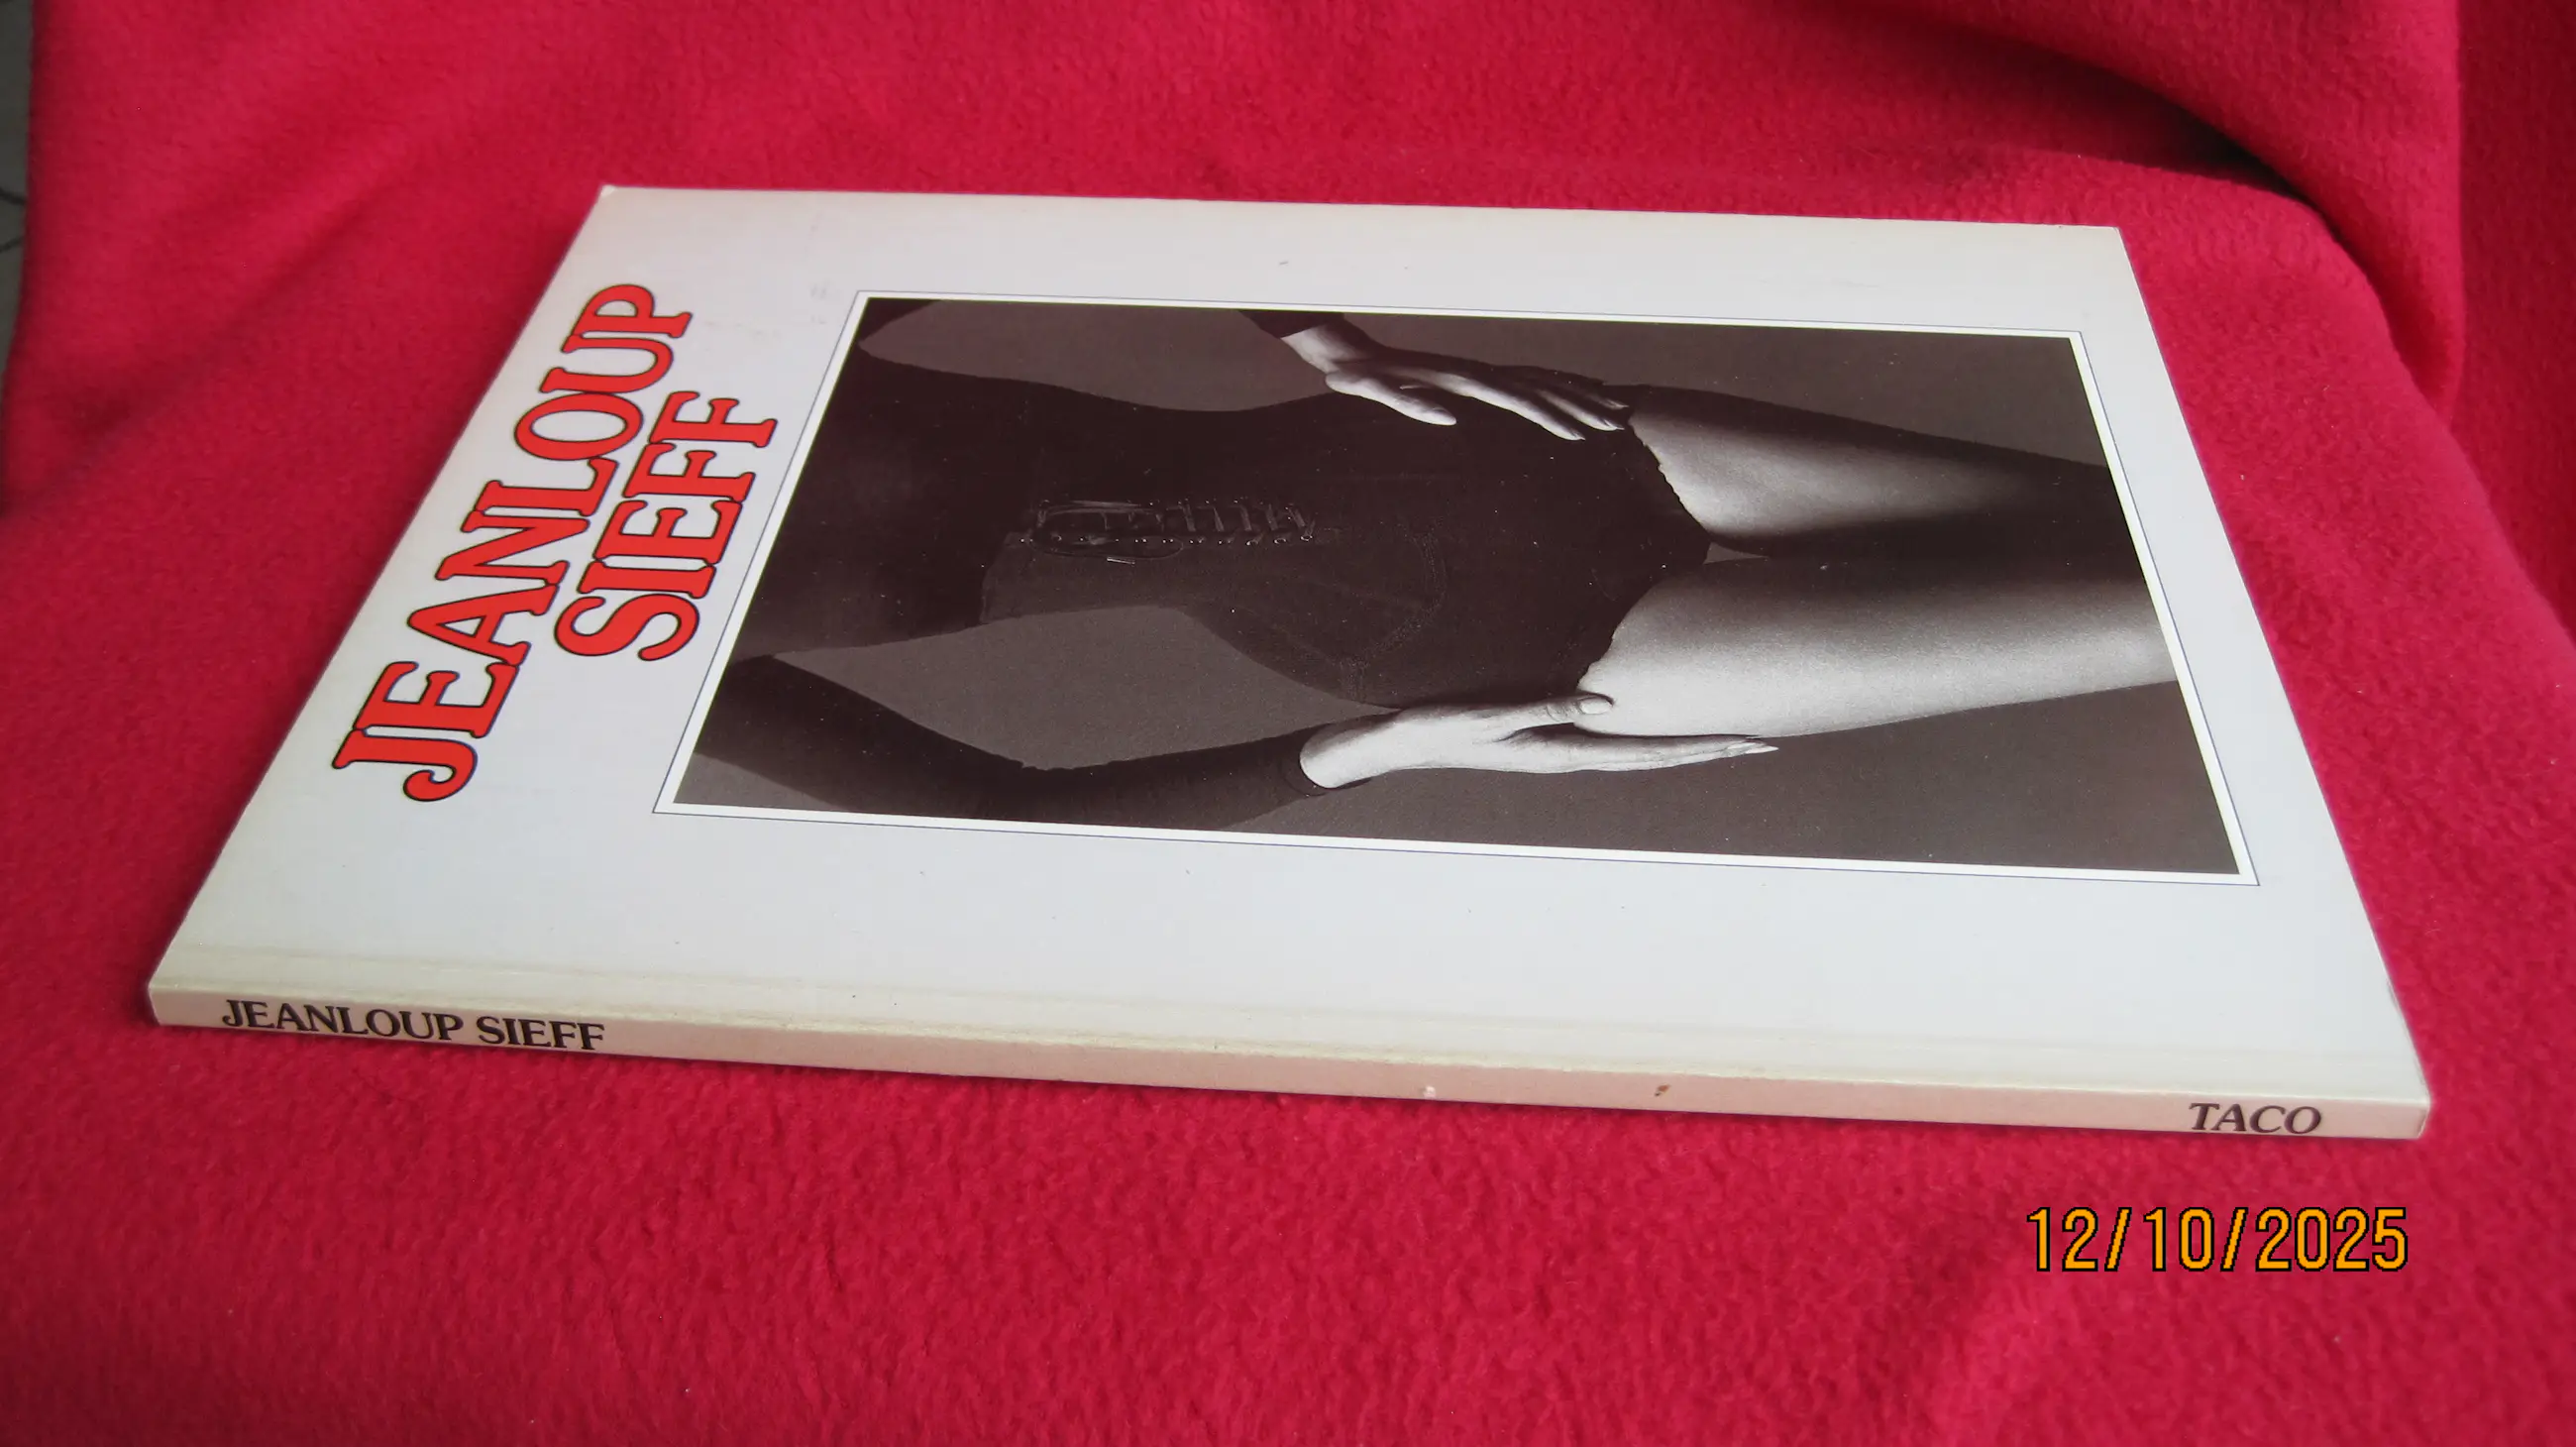 JEANLOUP
SIEFF
JEANLOUP SIEFF
TACO
12/10/2025